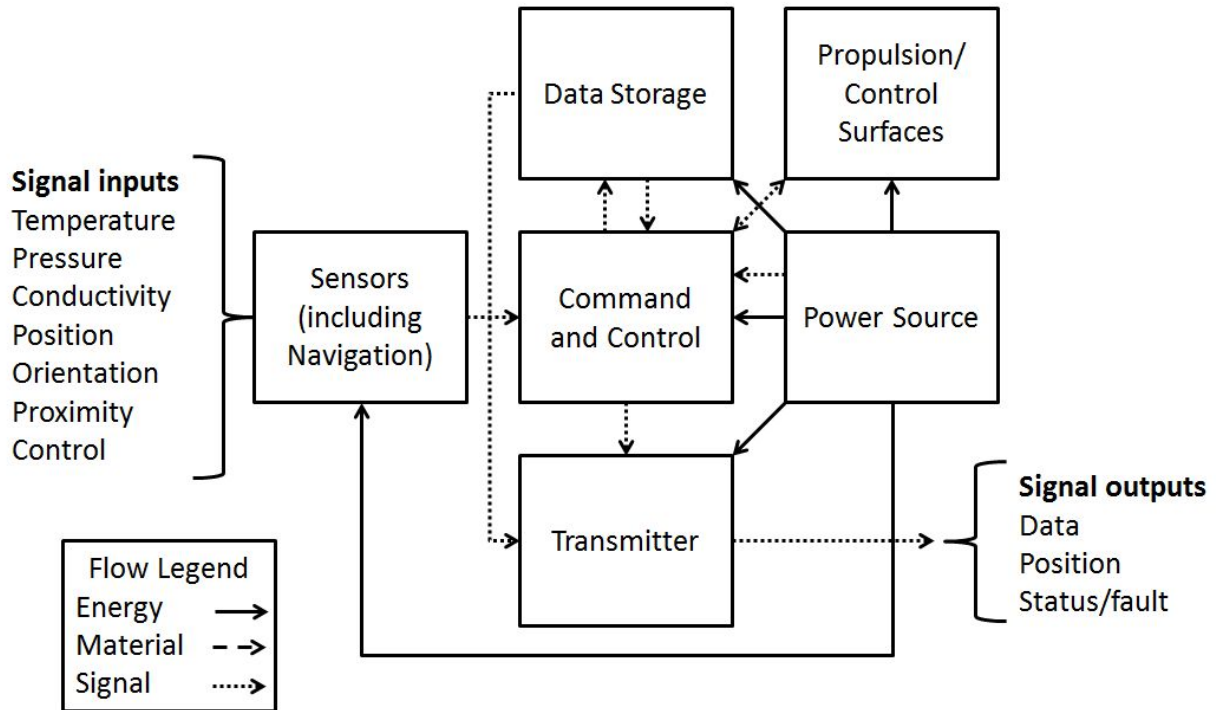 Data Storage
Propulsion/
Control
Surfaces
Signal inputs
Temperature
Pressure
Conductivity
Position
Orientation
Proximity
Control
Sensors
(including
Navigation)
Command
and Control
Power Source
Transmitter
Signal outputs
Data
Position
Status/fault
Flow Legend
Energy
Material
Signal